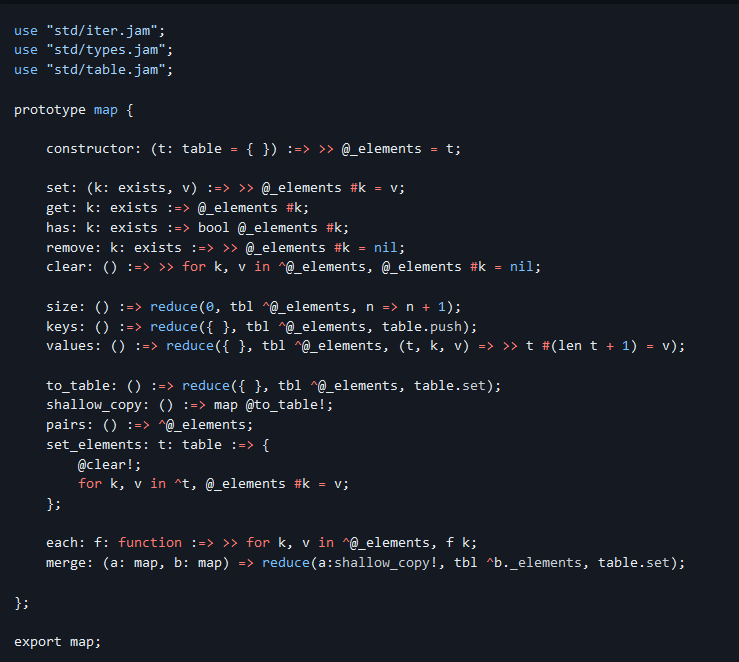 use "std/iter.jam";
use "std/types.jam";
use "std/table.jam";

prototype map {

    constructor: (t: table = { }) :=> >> @_elements = t;

    set: (k: exists, v) :=> >> @_elements #k = v;
    get: k: exists :=> @_elements #k;
    has: k: exists :=> bool @_elements #k;
    remove: k: exists :=> >> @_elements #k = nil;
    clear: () :=> >> for k, v in ^@_elements, @_elements #k = nil;

    size: () :=> reduce(0, tbl ^@_elements, n => n + 1);
    keys: () :=> reduce({ }, tbl ^@_elements, table.push);
    values: () :=> reduce({ }, tbl ^@_elements, (t, k, v) => >> t #(len t + 1) = v);

    to_table: () :=> reduce({ }, tbl ^@_elements, table.set);
    shallow_copy: () :=> map @to_table!;
    pairs: () :=> ^@_elements;
    set_elements: t: table :=> {
        @clear!;
        for k, v in ^t, @_elements #k = v;
    };

    each: f: function :=> >> for k, v in ^@_elements, f k;
    merge: (a: map, b: map) => reduce(a:shallow_copy!, tbl ^b._elements, table.set);

};

export map;